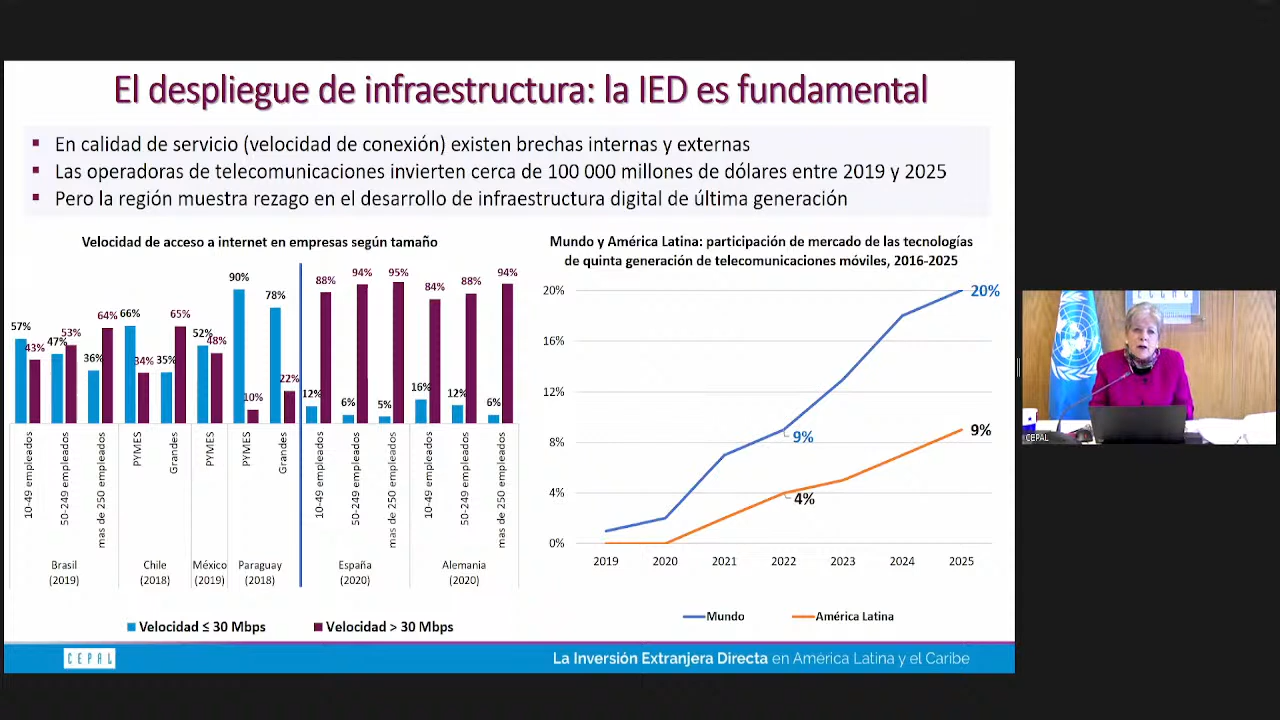 El despliegue de infraestructura: la IED es fundamental
▪ En calidad de servicio (velocidad de conexión) existen brechas internas y externas
▪ Las operadoras de telecomunicaciones invierten cerca de 100 000 millones de dólares entre 2019 y 2025
▪ Pero la región muestra rezago en el desarrollo de infraestructura digital de última generación
Velocidad de acceso a internet en empresas según tamaño
57% 43% 47% 53% 36% 64% 66% 34% 35% 65% 52% 48% 90% 10% 78% 22% 12% 88% 6% 94% 5% 95% 16% 84% 12% 88% 6% 94%
10-49 empleados
50-249 empleados
mas de 250 empleados
PYMES
Grandes
PYMES
PYMES
Grandes
10-49 empleados
50-249 empleados
mas de 250 empleados
10-49 empleados
50-249 empleados
mas de 250 empleados
Brasil
(2019)
Chile
(2018)
México
(2019)
Paraguay
(2018)
España
(2020)
Alemania
(2020)
Velocidad ≤ 30 Mbps
Velocidad > 30 Mbps
Mundo y América Latina: participación de mercado de las tecnologías
de quinta generación de telecomunicaciones móviles, 2016-2025
20%
16%
12%
8%
4%
0%
20%
9%
9%
4%
2019 2020 2021 2022 2023 2024 2025
Mundo
América Latina
CEPAL
La Inversión Extranjera Directa en América Latina y el Caribe
CEPAL